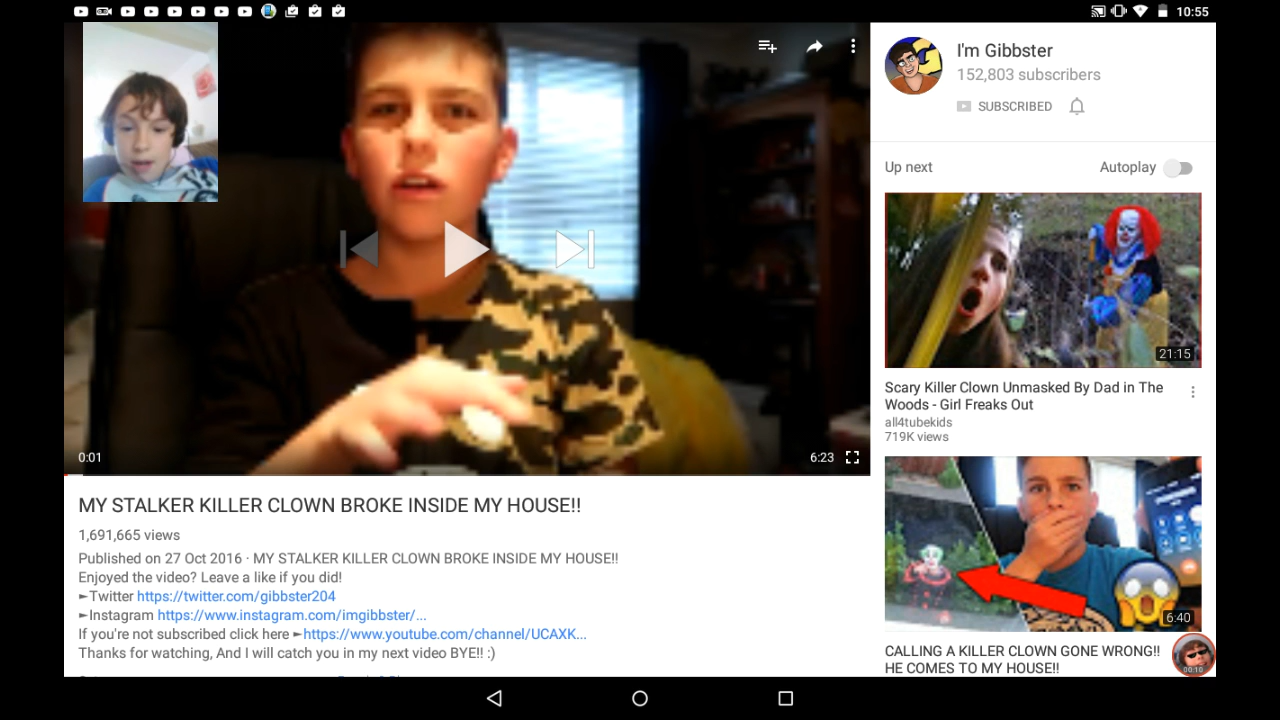 10:55
I'm Gibbster
152,803 subscribers
SUBSCRIBED
Up next
Autoplay
21:15
Scary Killer Clown Unmasked By Dad in The
Woods - Girl Freaks Out
all4tubekids
719K views
0:01
6:23
MY STALKER KILLER CLOWN BROKE INSIDE MY HOUSE!!
1,691,665 views
Published on 27 Oct 2016 · MY STALKER KILLER CLOWN BROKE INSIDE MY HOUSE!!
Enjoyed the video? Leave a like if you did!
►Twitter https://twitter.com/gibbster204
►Instagram https://www.instagram.com/imgibbster/...
If you're not subscribed click here ►https://www.youtube.com/channel/UCAXK...
Thanks for watching, And I will catch you in my next video BYE!! :)
6:40
CALLING A KILLER CLOWN GONE WRONG!!
HE COMES TO MY HOUSE!!
00:10